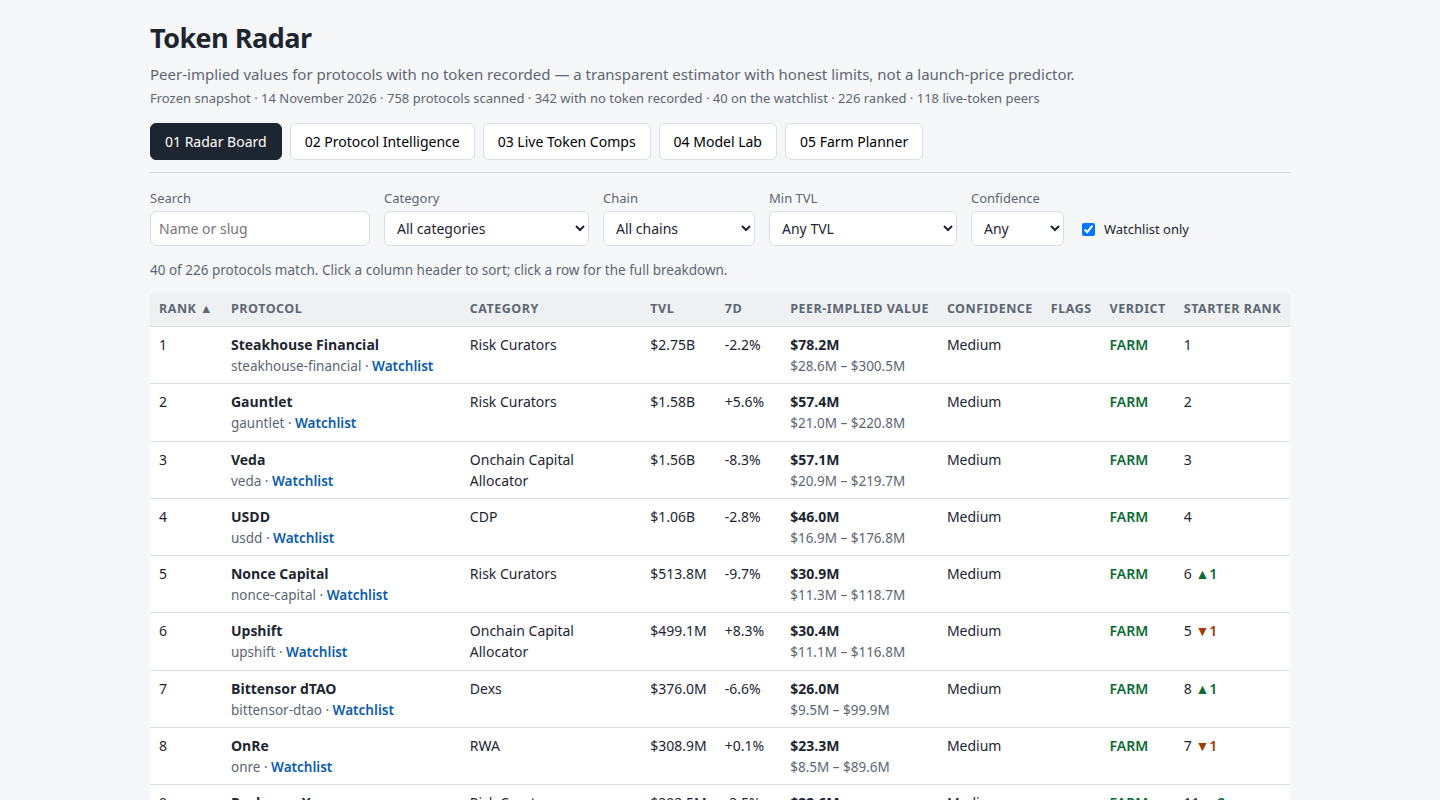 Token Radar
Peer-implied values for protocols with no token recorded — a transparent estimator with honest limits, not a launch-price predictor.
Frozen snapshot · 14 November 2026 · 758 protocols scanned · 342 with no token recorded · 40 on the watchlist · 226 ranked · 118 live-token peers
01 Radar Board 02 Protocol Intelligence 03 Live Token Comps 04 Model Lab 05 Farm Planner
Search Category Chain Min TVL Confidence
Name or slug All categories All chains Any TVL Any Watchlist only
40 of 226 protocols match. Click a column header to sort; click a row for the full breakdown.
RANK ▲ PROTOCOL CATEGORY TVL 7D PEER-IMPLIED VALUE CONFIDENCE FLAGS VERDICT STARTER RANK
1 Steakhouse Financial Risk Curators $2.75B -2.2% $78.2M Medium FARM 1
steakhouse-financial · Watchlist $28.6M – $300.5M
2 Gauntlet Risk Curators $1.58B +5.6% $57.4M Medium FARM 2
gauntlet · Watchlist $21.0M – $220.8M
3 Veda Onchain Capital $1.56B -8.3% $57.1M Medium FARM 3
veda · Watchlist Allocator $20.9M – $219.7M
4 USDD CDP $1.06B -2.8% $46.0M Medium FARM 4
usdd · Watchlist $16.9M – $176.8M
5 Nonce Capital Risk Curators $513.8M -9.7% $30.9M Medium FARM 6 ▲1
nonce-capital · Watchlist $11.3M – $118.7M
6 Upshift Onchain Capital $499.1M +8.3% $30.4M Medium FARM 5 ▼1
upshift · Watchlist Allocator $11.1M – $116.8M
7 Bittensor dTAO Dexs $376.0M -6.6% $26.0M Medium FARM 8 ▲1
bittensor-dtao · Watchlist $9.5M – $99.9M
8 OnRe RWA $308.9M +0.1% $23.3M Medium FARM 7 ▼1
onre · Watchlist $8.5M – $89.6M